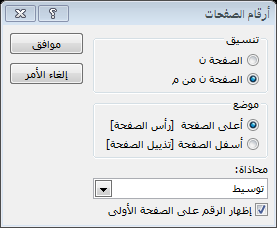 أرقام الصفحات
تنسيق
الصفحة ن
الصفحة ن من م
موضع
أعلى الصفحة [رأس الصفحة]
أسفل الصفحة [تذييل الصفحة]
محاذاة:
توسيط
إظهار الرقم على الصفحة الأولى
موافق
إلغاء الأمر